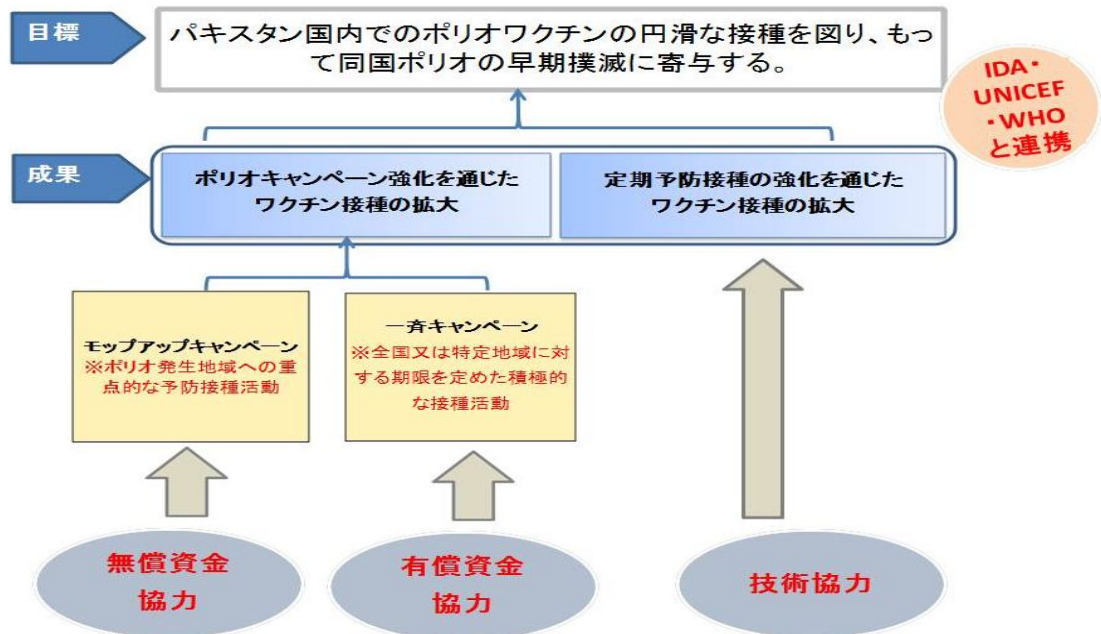 目標
パキスタン国内でのポリオワクチンの円滑な接種を図り、もっ
て同国ポリオの早期撲滅に寄与する。
IDA・
UNICEF
・WHO
と連携
成果
ポリオキャンペーン強化を通じた
ワクチン接種の拡大
定期予防接種の強化を通じた
ワクチン接種の拡大
モップアップキャンペーン
※ポリオ発生地域への重
点的な予防接種活動
一斉キャンペーン
※全国又は特定地域に対
する期限を定めた積極的
な接種活動
無償資金
協力
有償資金
協力
技術協力